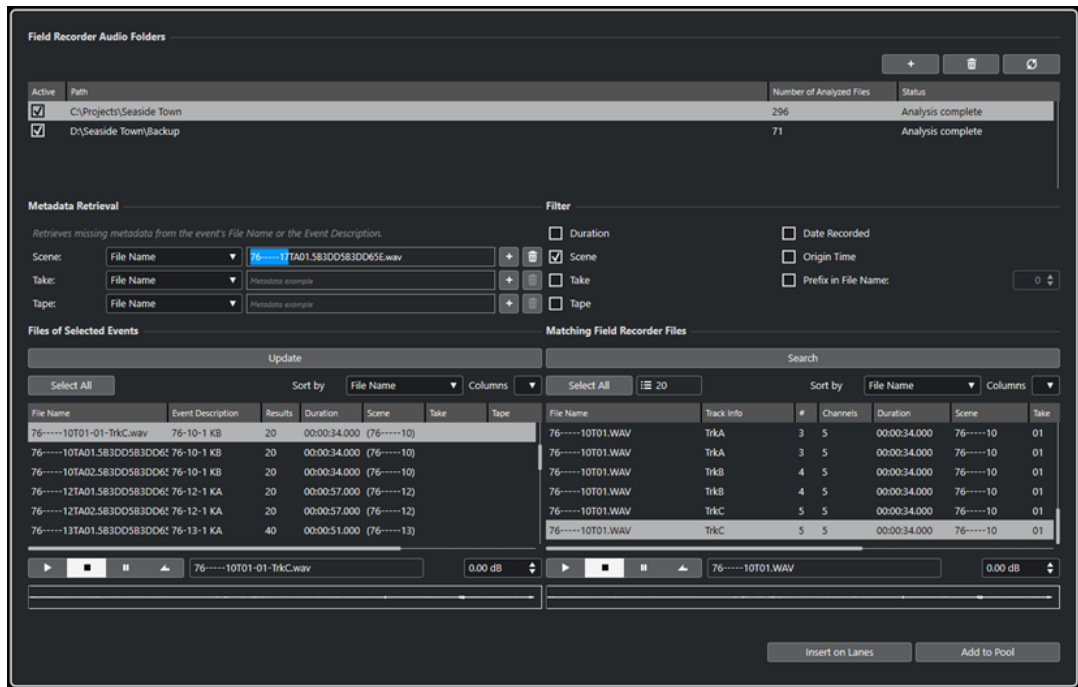 Field Recorder Audio Folders
+
Active Path Number of Analyzed Files Status
C:\Projects\Seaside Town 296 Analysis complete
D:\Seaside Town\Backup 71 Analysis complete
Metadata Retrieval Filter
Retrieves missing metadata from the event's File Name or the Event Description. Duration Date Recorded
Scene: File Name 76-----17TA01.5B3DD5B3DD65E.wav + Scene Origin Time
Take: File Name Metadata example + Take Prefix in File Name: 0
Tape: File Name Metadata example + Tape
Files of Selected Events Matching Field Recorder Files
Update Search
Select All Sort by File Name Columns Select All 20 Sort by File Name Columns
File Name Event Description Results Duration Scene Take Tape File Name Track Info # Channels Duration Scene Take
76-----10T01-01-TrkC.wav 76-10-1 KB 20 00:00:34.000 (76-----10) 76-----10T01.WAV TrkA 3 5 00:00:34.000 76-----10 01
76-----10TA01.5B3DD5B3DD65 76-10-1 KB 20 00:00:34.000 (76-----10) 76-----10T01.WAV TrkA 3 5 00:00:34.000 76-----10 01
76-----10TA02.5B3DD5B3DD65 76-10-1 KB 20 00:00:34.000 (76-----10) 76-----10T01.WAV TrkB 4 5 00:00:34.000 76-----10 01
76-----12TA01.5B3DD5B3DD65 76-12-1 KA 20 00:00:57.000 (76-----12) 76-----10T01.WAV TrkB 4 5 00:00:34.000 76-----10 01
76-----12TA02.5B3DD5B3DD65 76-12-1 KA 20 00:00:57.000 (76-----12) 76-----10T01.WAV TrkC 5 5 00:00:34.000 76-----10 01
76-----13TA01.5B3DD5B3DD65 76-13-1 KA 40 00:00:51.000 (76-----13) 76-----10T01.WAV TrkC 5 5 00:00:34.000 76-----10 01
76-----10T01-01-TrkC.wav 0.00 dB 76-----10T01.WAV 0.00 dB
Insert on Lanes Add to Pool